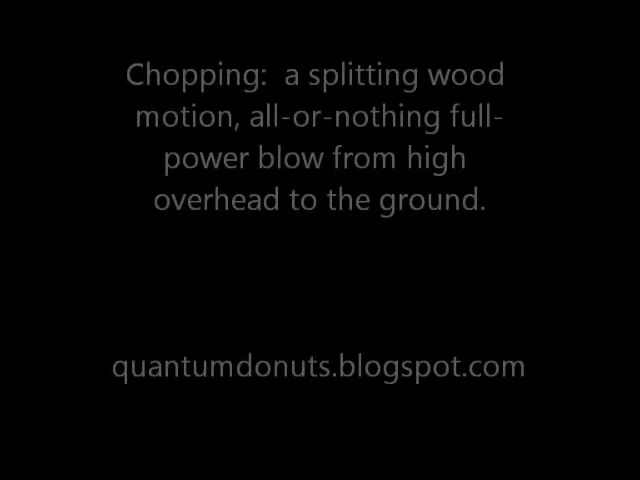 Chopping:  a splitting wood
motion, all-or-nothing full-
power blow from high
overhead to the ground.
quantumdonuts.blogspot.com